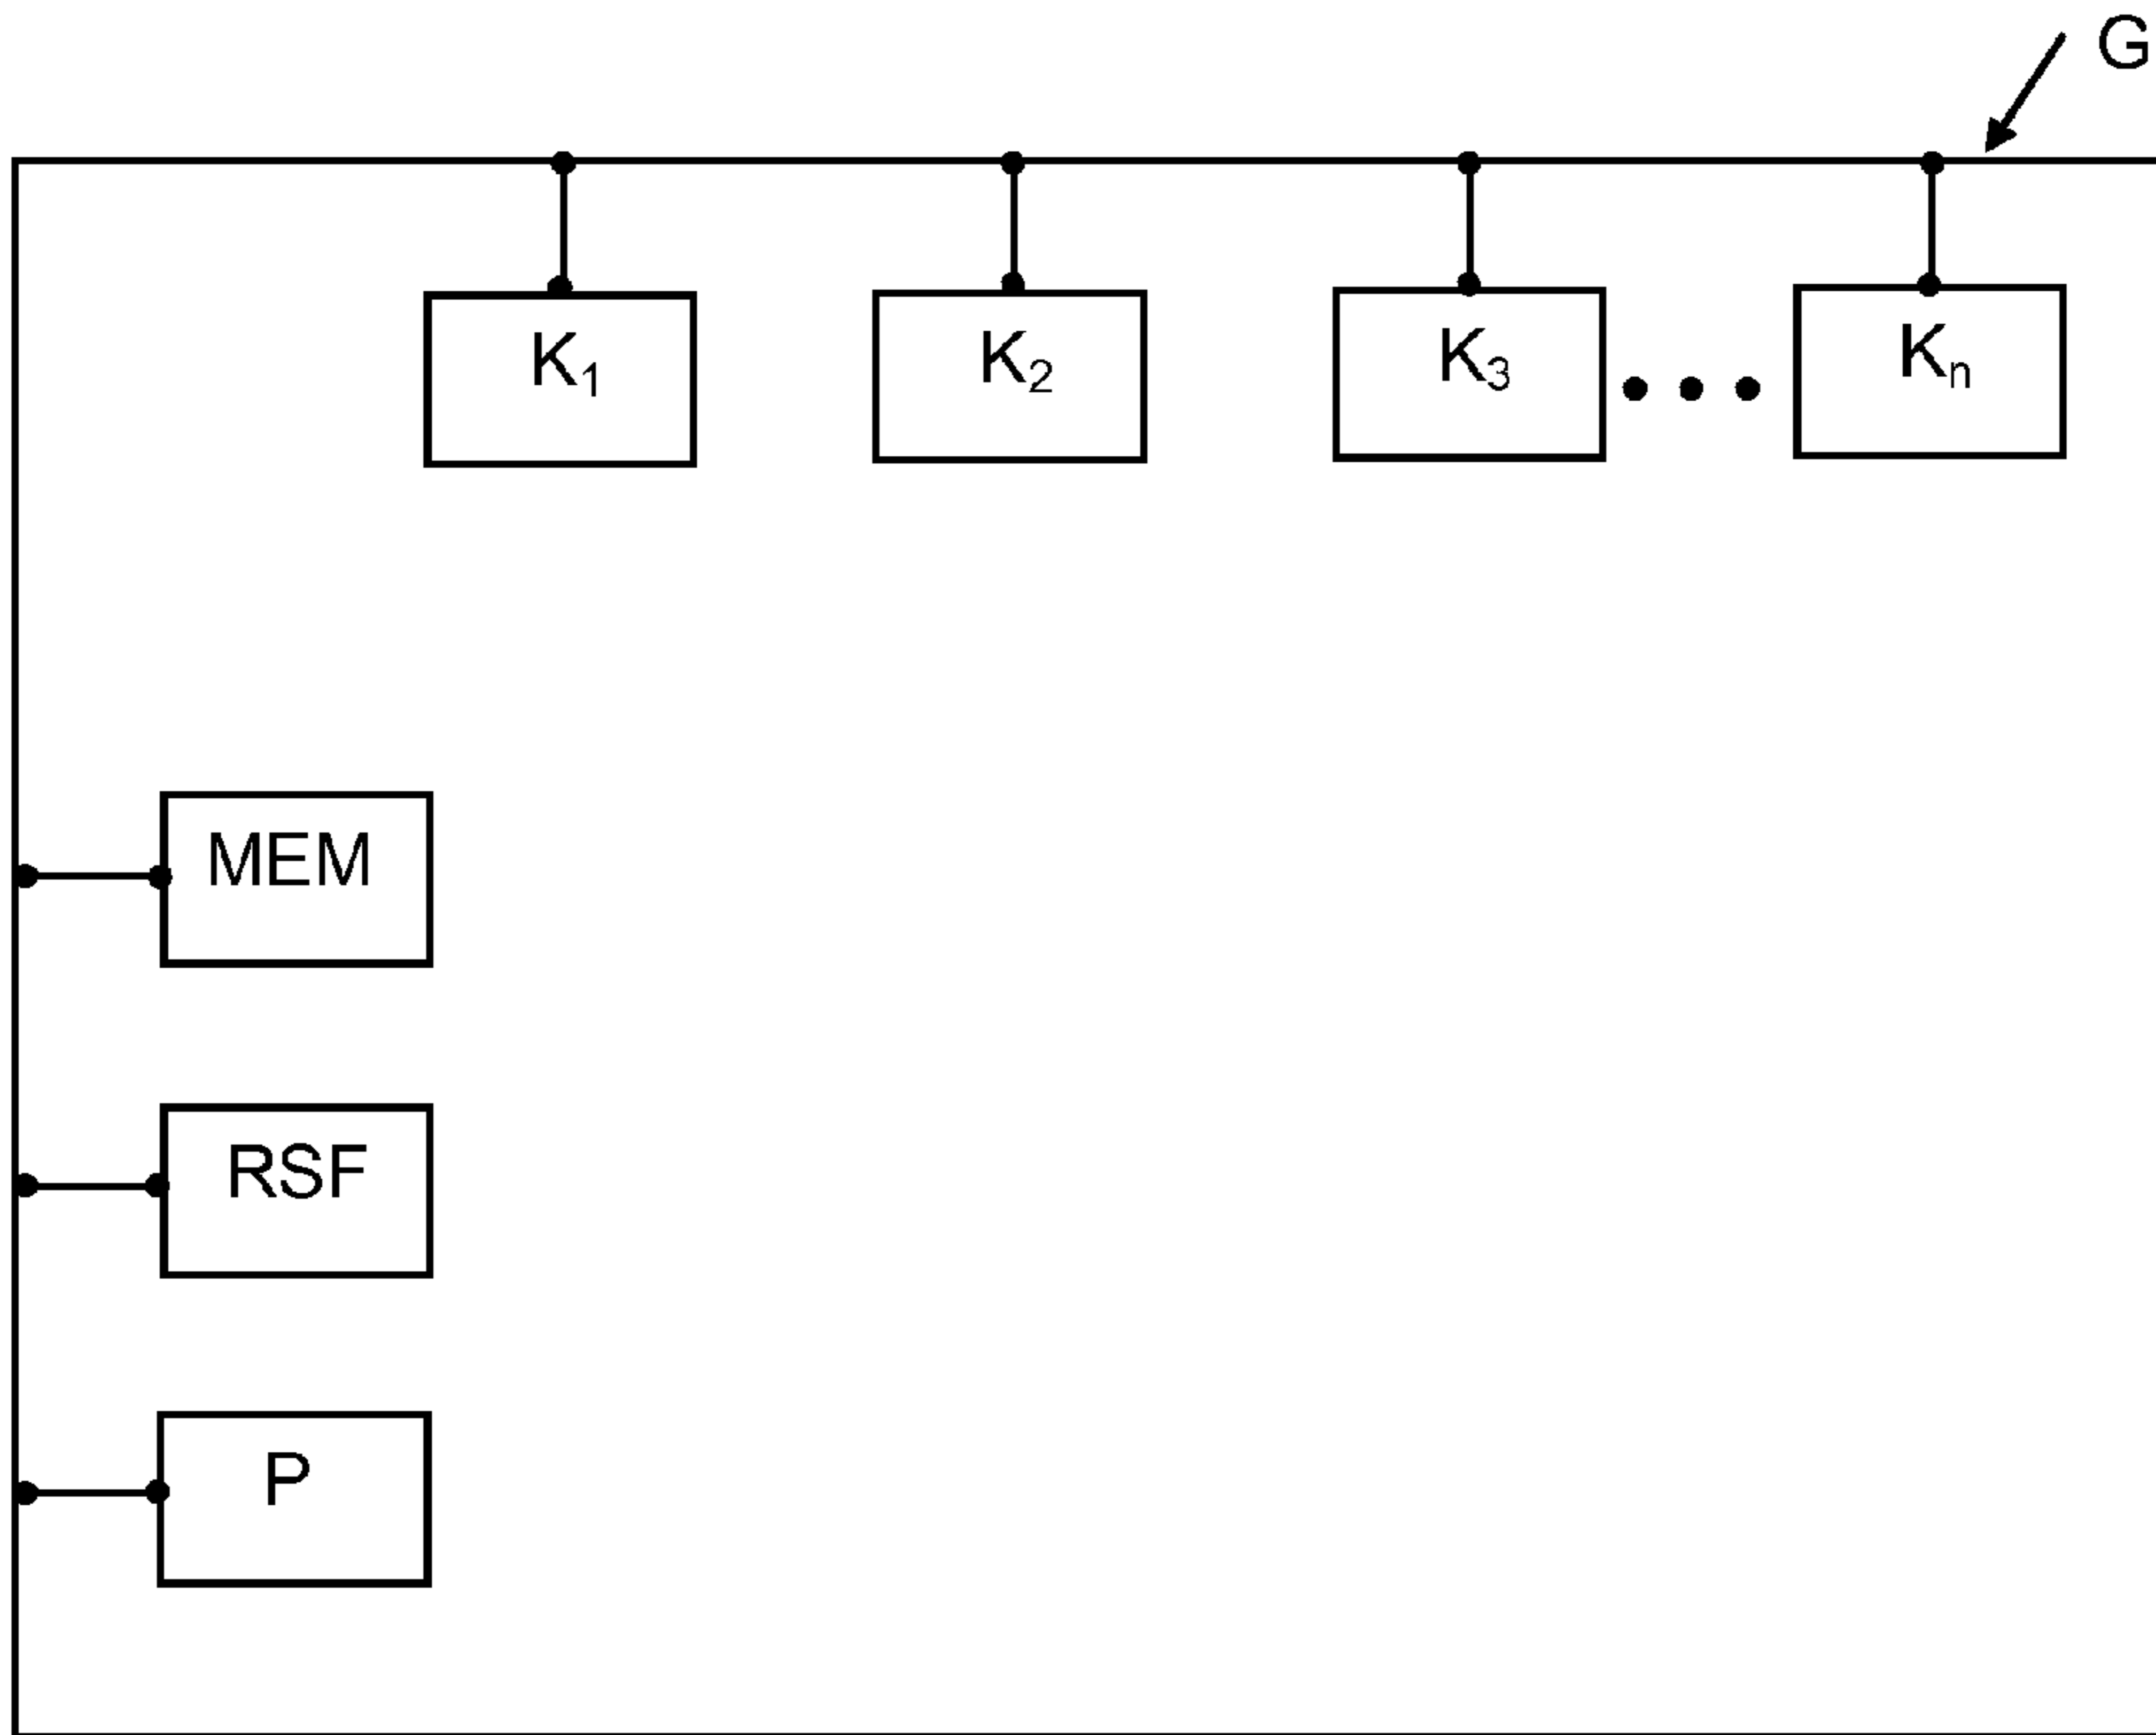 G
K₁ K₂ K₃ • • • Kₙ
MEM
RSF
P